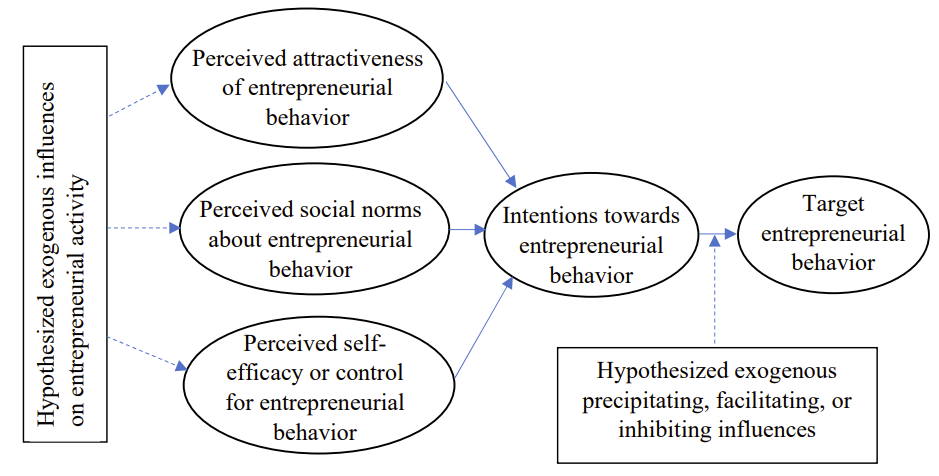 Hypothesized exogenous influences
on entrepreneurial activity
Perceived attractiveness
of entrepreneurial
behavior
Perceived social norms
about entrepreneurial
behavior
Perceived self-
efficacy or control
for entrepreneurial
behavior
Intentions towards
entrepreneurial
behavior
Target
entrepreneurial
behavior
Hypothesized exogenous
precipitating, facilitating, or
inhibiting influences